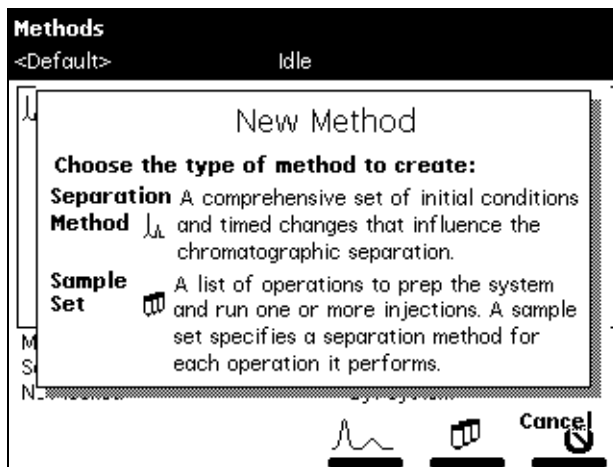 Methods
<Default> Idle
New Method
Choose the type of method to create:
Separation Method A comprehensive set of initial conditions
and timed changes that influence the
chromatographic separation.
Sample Set A list of operations to prep the system
and run one or more injections. A sample
set specifies a separation method for
each operation it performs.
Cancel